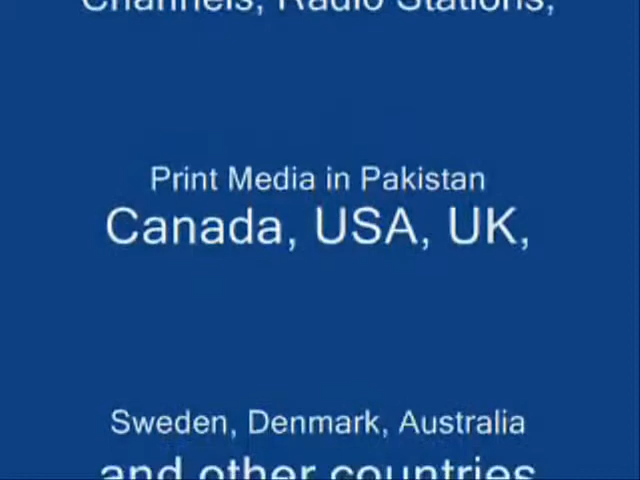 Channels, Radio Stations,
Print Media in Pakistan
Canada, USA, UK,
Sweden, Denmark, Australia
and other countries